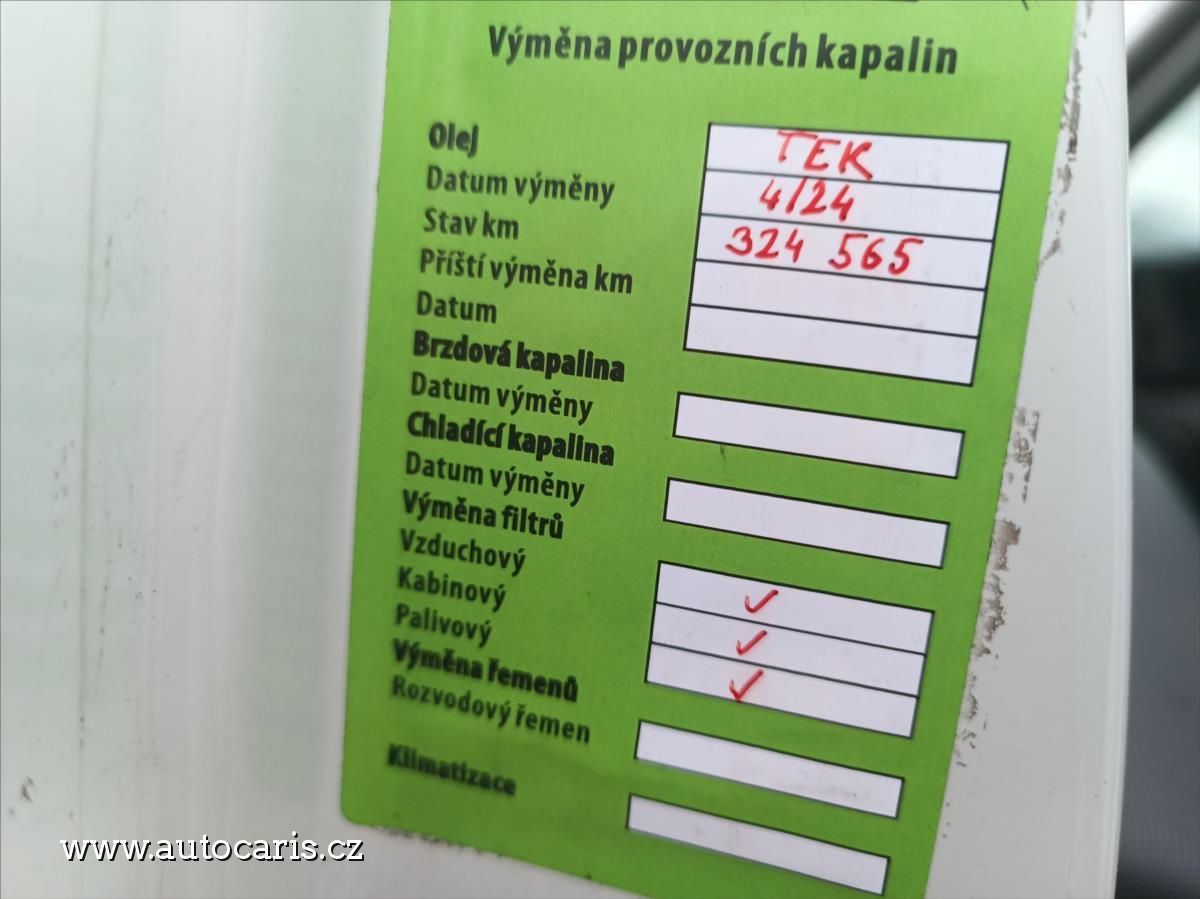 Výměna provozních kapalin
Olej TEK
Datum výměny 4/24
Stav km 324 565
Příští výměna km
Datum
Brzdová kapalina
Datum výměny
Chladící kapalina
Datum výměny
Výměna filtrů
Vzduchový ✓
Kabinový ✓
Palivový ✓
Výměna řemenů
Rozvodový řemen
Klimatizace
www.autocaris.cz